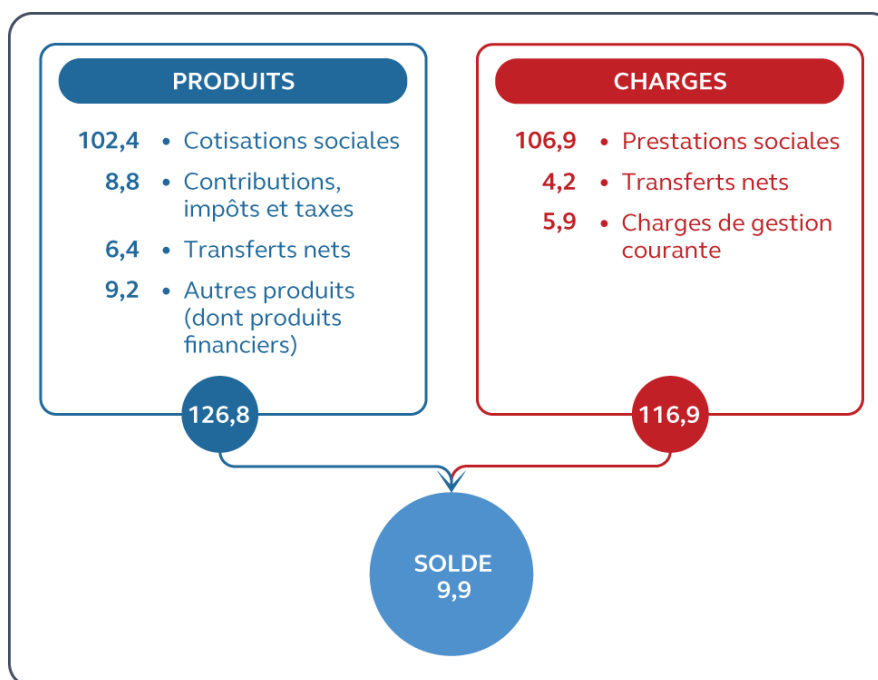 PRODUITS
102,4 • Cotisations sociales
8,8 • Contributions,
impôts et taxes
6,4 • Transferts nets
9,2 • Autres produits
(dont produits
financiers)
126,8
CHARGES
106,9 • Prestations sociales
4,2 • Transferts nets
5,9 • Charges de gestion
courante
116,9
SOLDE
9,9